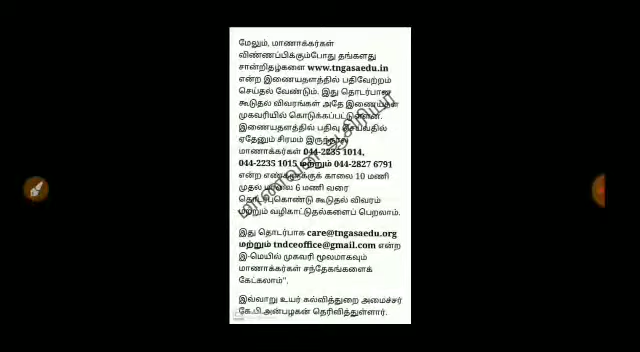 மேலும், மாணாக்கர்கள்
விண்ணப்பிக்கும்போது தங்களது
சான்றிதழ்களை www.tngasaedu.in
என்ற இணையதளத்தில் பதிவேற்றம்
செய்தல் வேண்டும். இது தொடர்பான
கூடுதல் விவரங்கள் அதே இணையதள
முகவரியில் கொடுக்கப்பட்டுள்ளன.
இணையதளத்தில் பதிவு செய்வதில்
ஏதேனும் சிரமம் இருந்தால்
மாணாக்கர்கள் 044-2235 1014,
044-2235 1015 மற்றும் 044-2827 6791
என்ற எண்களுக்குக் காலை 10 மணி
முதல் மாலை 6 மணி வரை
தொடர்புகொண்டு கூடுதல் விவரம்
மற்றும் வழிகாட்டுதல்களைப் பெறலாம்.
இது தொடர்பாக care@tngasaedu.org
மற்றும் tndceoffice@gmail.com என்ற
இ-மெயில் முகவரி மூலமாகவும்
மாணாக்கர்கள் சந்தேகங்களைக்
கேட்கலாம்".
இவ்வாறு உயர் கல்வித்துறை அமைச்சர்
கே.பி.அன்பழகன் தெரிவித்துள்ளார்.